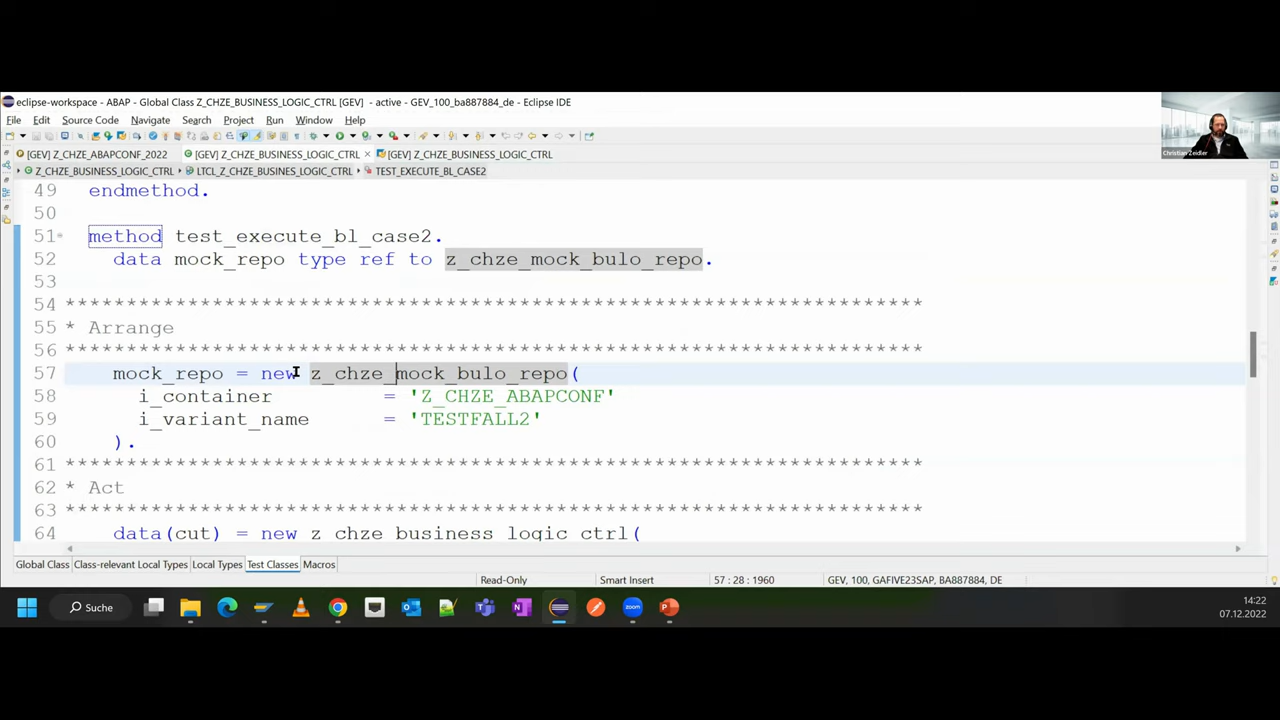 eclipse-workspace - ABAP - Global Class Z_CHZE_BUSINESS_LOGIC_CTRL [GEV] - active - GEV_100_ba887884_de - Eclipse IDE
File Edit Source Code Navigate Search Project Run Window Help
[GEV] Z_CHZE_ABAPCONF_2022 [GEV] Z_CHZE_BUSINESS_LOGIC_CTRL [GEV] Z_CHZE_BUSINESS_LOGIC_CTRL
Christian Zeidler
Z_CHZE_BUSINESS_LOGIC_CTRL LTCL_Z_CHZE_BUSINES_LOGIC_CTRL TEST_EXECUTE_BL_CASE2
49 endmethod.
50
51 method test_execute_bl_case2.
52 data mock_repo type ref to z_chze_mock_bulo_repo.
53
54 *********************************************************************
55 * Arrange
56 *********************************************************************
57 mock_repo = new z_chze_mock_bulo_repo(
58 i_container = 'Z_CHZE_ABAPCONF'
59 i_variant_name = 'TESTFALL2'
60 ).
61 *********************************************************************
62 * Act
63 *********************************************************************
64 data(cut) = new z_chze_business_logic_ctrl(
Global Class Class-relevant Local Types Local Types Test Classes Macros
Read-Only Smart Insert 57 : 28 : 1960 GEV, 100, GAFIVE23SAP, BA887884, DE
Suche zoom 14:22
07.12.2022